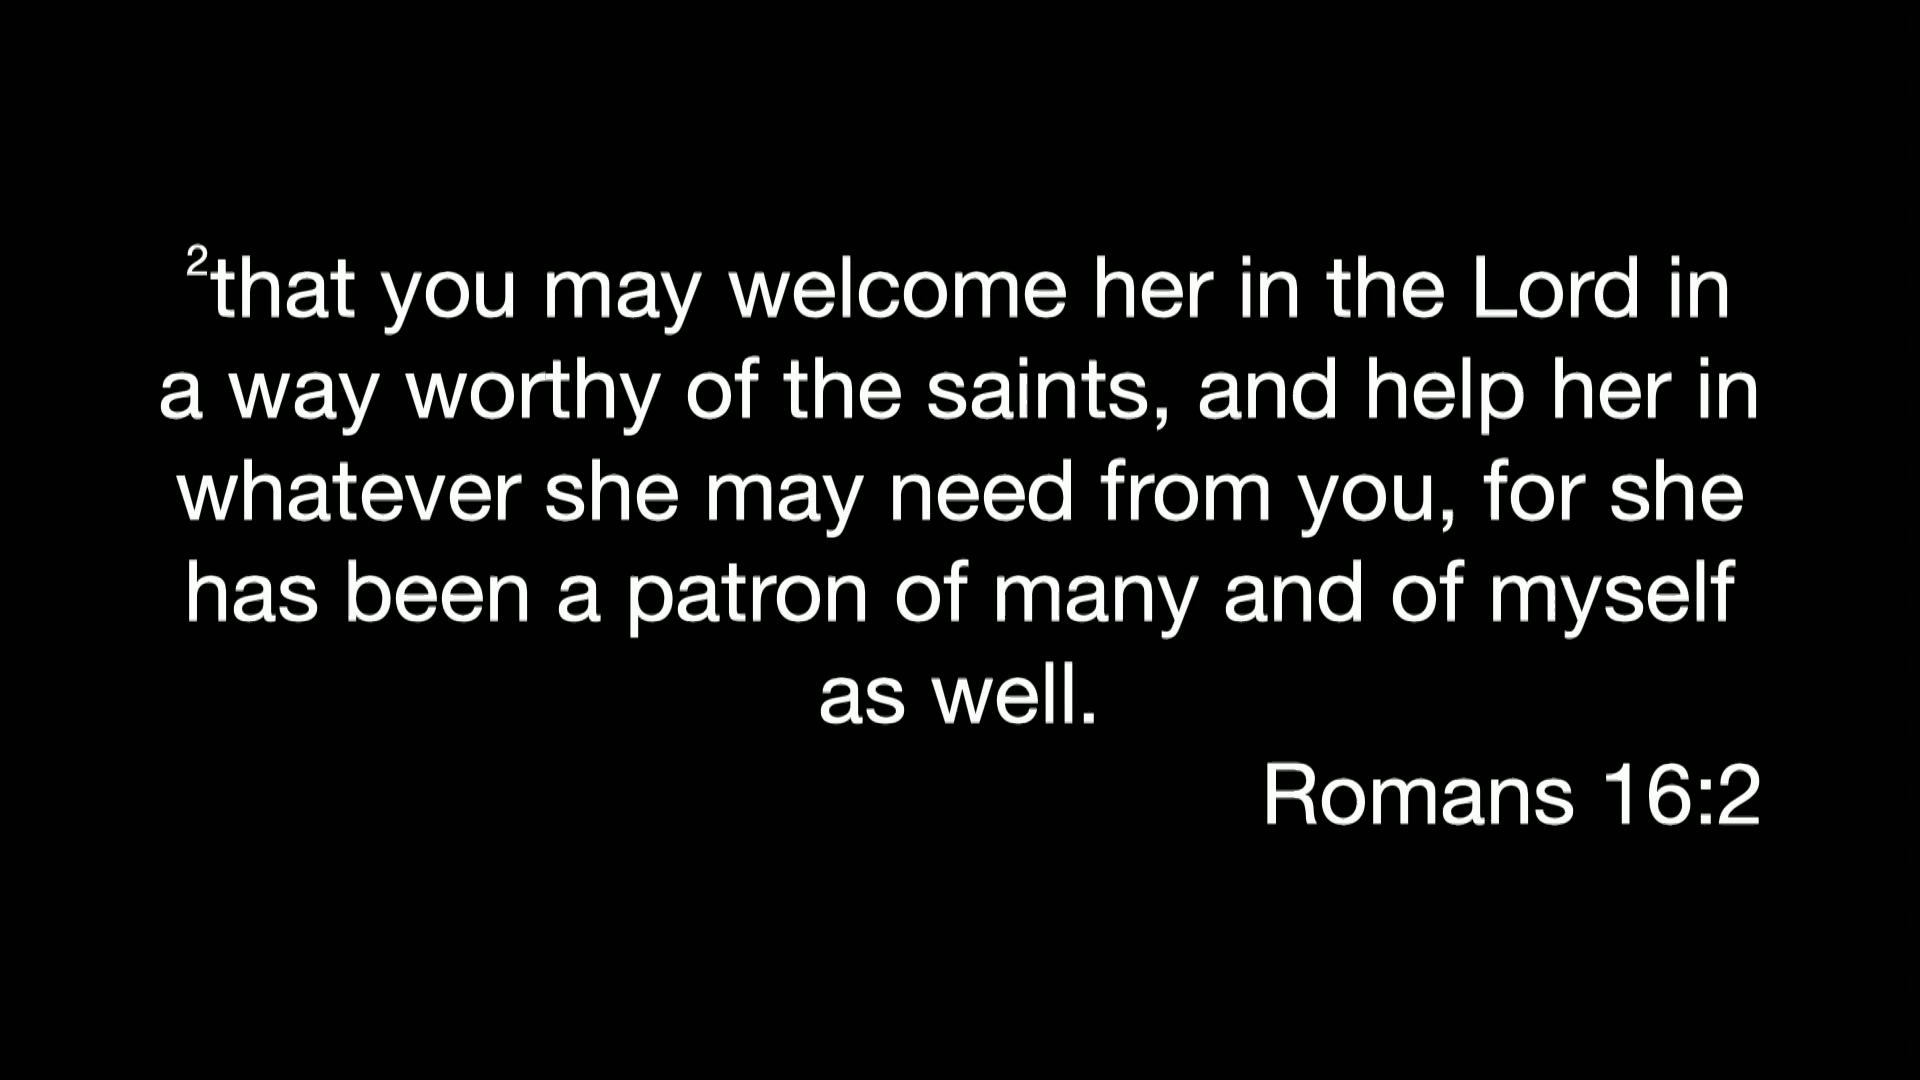 ²that you may welcome her in the Lord in
a way worthy of the saints, and help her in
whatever she may need from you, for she
has been a patron of many and of myself
as well.
Romans 16:2